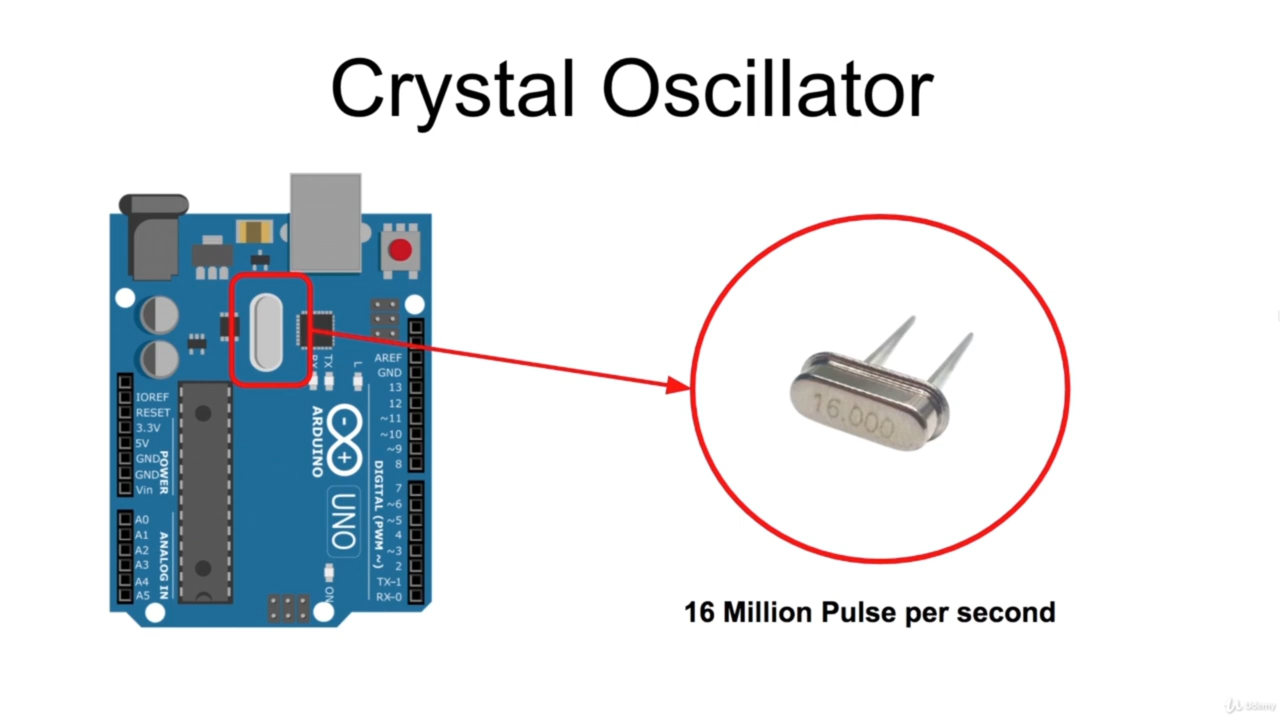 Crystal Oscillator
AREF
GND
IOREF
RESET
3.3V
5V
GND
GND
Vin
POWER
A0
A1
A2
A3
A4
A5
ANALOG IN
RX
TX
L
ARDUINO
UNO
ON
13
12
~11
~10
~9
8
DIGITAL (PWM ~)
7
~6
~5
4
~3
2
TX-1
RX-0
16.000
16 Million Pulse per second
Udemy